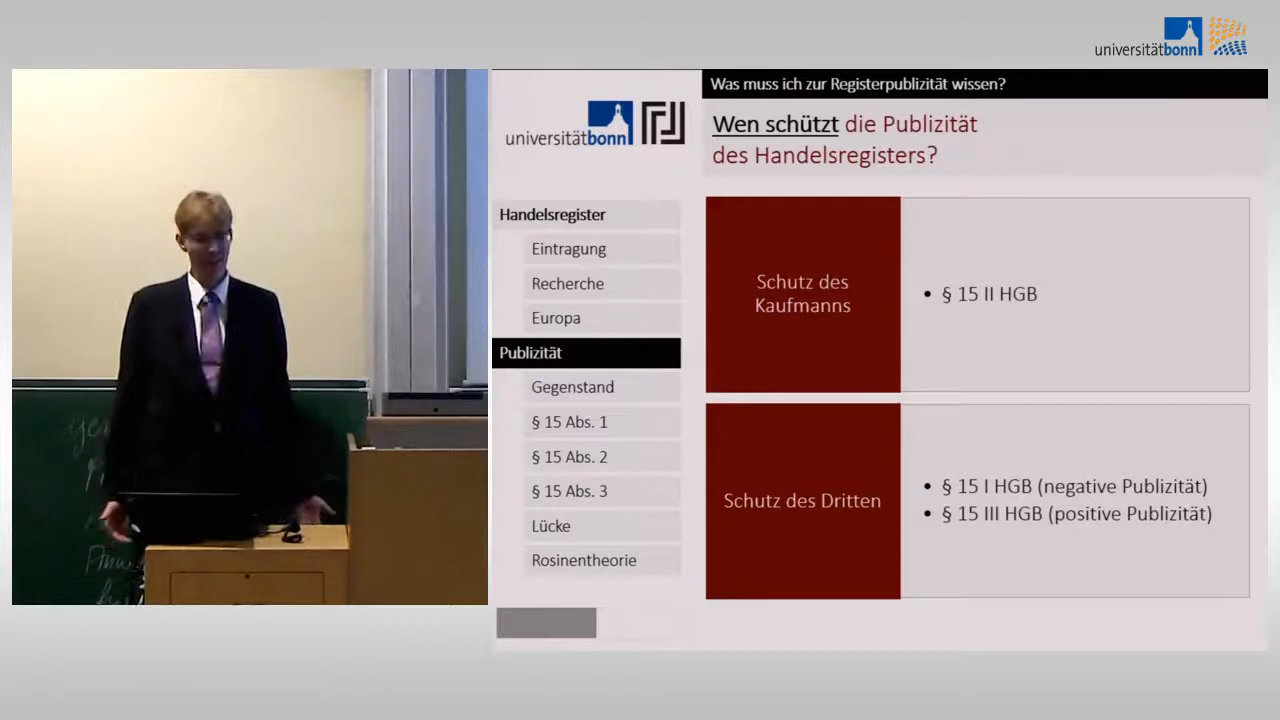 universitätbonn
Was muss ich zur Registerpublizität wissen?
universitätbonn
Wen schützt die Publizität
des Handelsregisters?
Handelsregister
Eintragung
Recherche
Europa
Publizität
Gegenstand
§ 15 Abs. 1
§ 15 Abs. 2
§ 15 Abs. 3
Lücke
Rosinentheorie
Schutz des
Kaufmanns
• § 15 II HGB
Schutz des Dritten
• § 15 I HGB (negative Publizität)
• § 15 III HGB (positive Publizität)